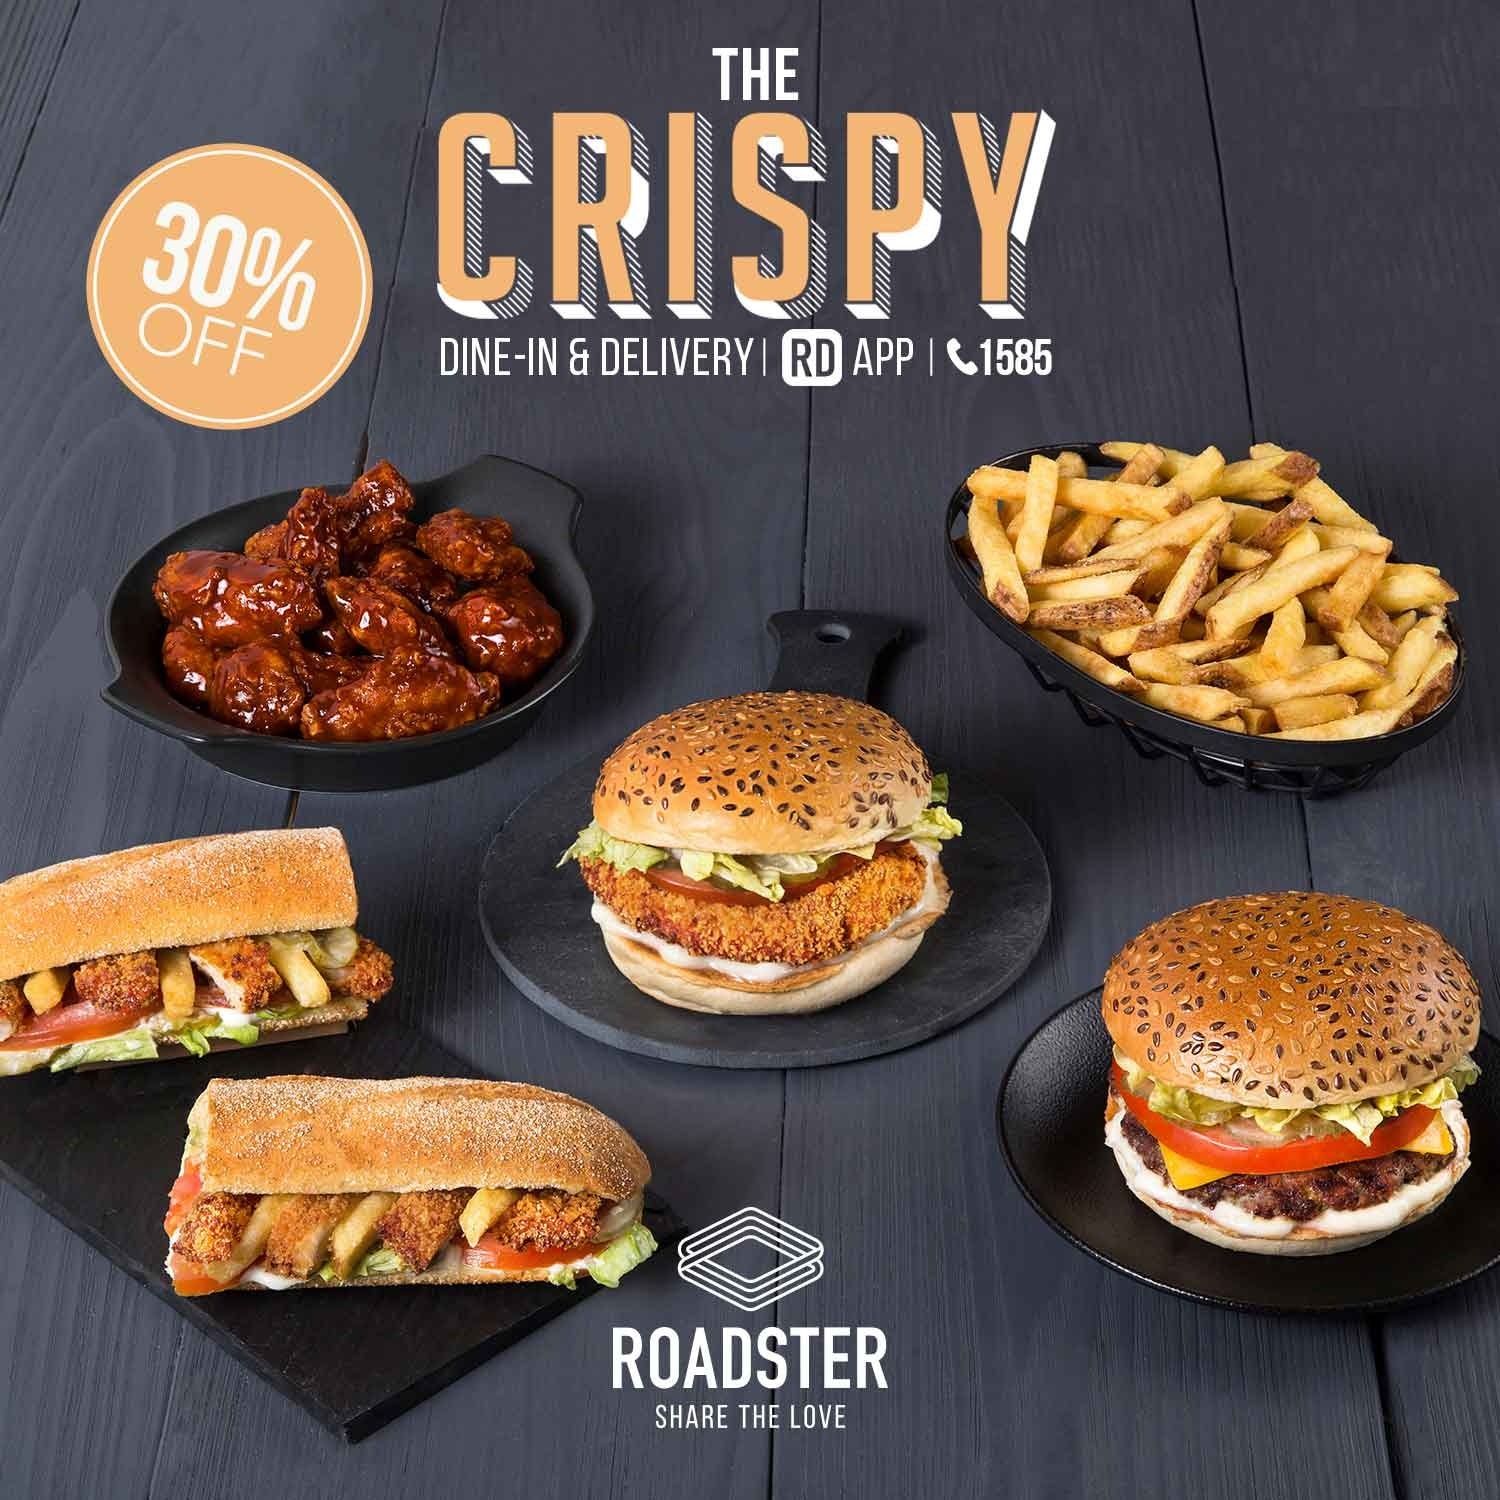 THE
CRISPY
30%
OFF
DINE-IN & DELIVERY | RD APP | 1585
ROADSTER
SHARE THE LOVE